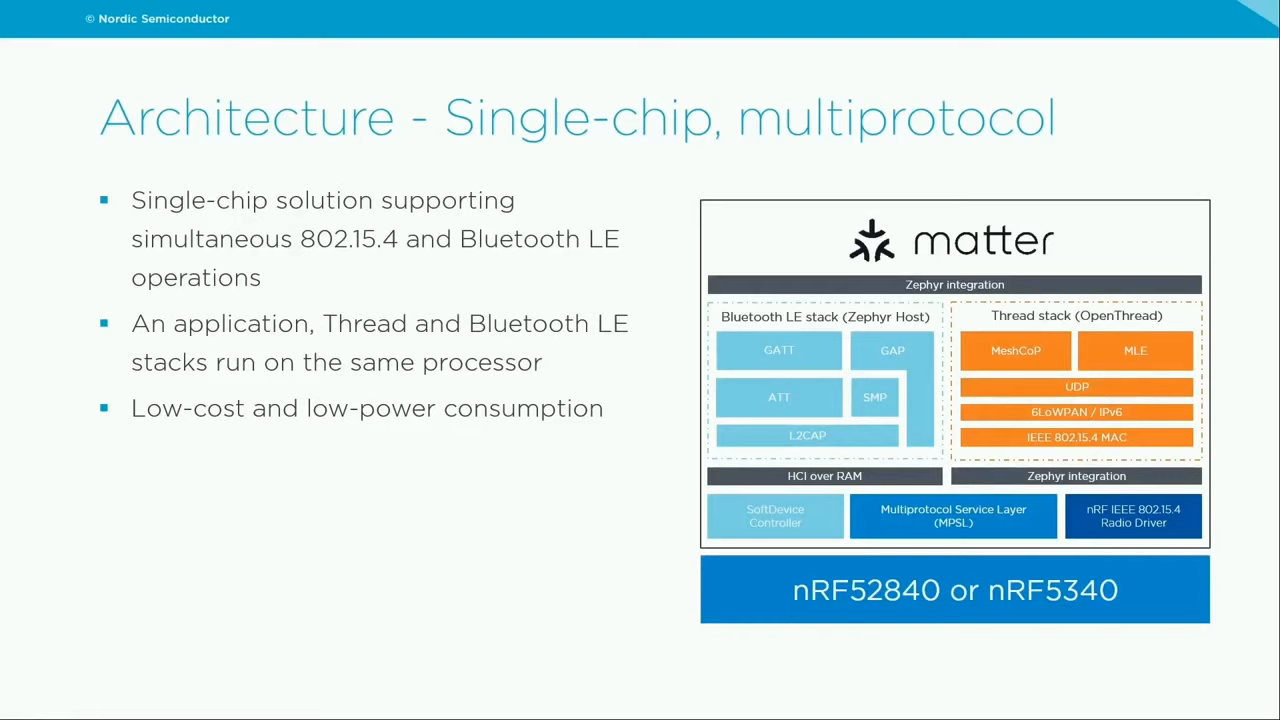 © Nordic Semiconductor
Architecture - Single-chip, multiprotocol
Single-chip solution supporting
simultaneous 802.15.4 and Bluetooth LE
operations
An application, Thread and Bluetooth LE
stacks run on the same processor
Low-cost and low-power consumption
matter
Zephyr integration
Bluetooth LE stack (Zephyr Host)
GATT
GAP
ATT
SMP
L2CAP
Thread stack (OpenThread)
MeshCoP
MLE
UDP
6LoWPAN / IPv6
IEEE 802.15.4 MAC
HCI over RAM
Zephyr integration
SoftDevice
Controller
Multiprotocol Service Layer
(MPSL)
nRF IEEE 802.15.4
Radio Driver
nRF52840 or nRF5340